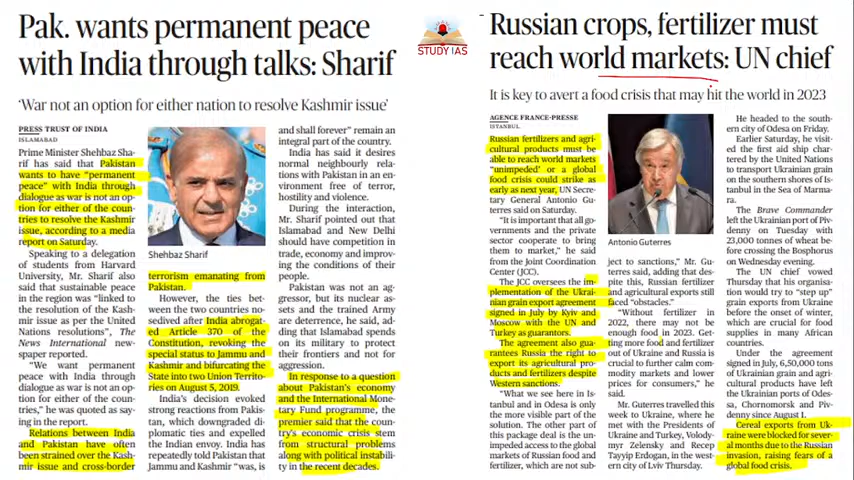 Pak. wants permanent peace
with India through talks: Sharif
'War not an option for either nation to resolve Kashmir issue'
PRESS TRUST OF INDIA
ISLAMABAD
Prime Minister Shehbaz Sha-
rif has said that Pakistan
wants to have "permanent
peace" with India through
dialogue as war is not an op-
tion for either of the coun-
tries to resolve the Kashmir
issue, according to a media
report on Saturday.
Speaking to a delegation
of students from Harvard
University, Mr. Sharif also
said that sustainable peace
in the region was "linked to
the resolution of the Kash-
mir issue as per the United
Nations resolutions", The
News International news-
paper reported.
"We want permanent
peace with India through
dialogue as war is not an op-
tion for either of the coun-
tries," he was quoted as say-
ing in the report.
Relations between India
and Pakistan have often
been strained over the Kash-
mir issue and cross-border
Shehbaz Sharif
terrorism emanating from
Pakistan.
However, the ties bet-
ween the two countries no-
sedived after India abrogat-
ed Article 370 of the
Constitution, revoking the
special status to Jammu and
Kashmir and bifurcating the
State into two Union Territo-
ries on August 5, 2019.
India's decision evoked
strong reactions from Pakis-
tan, which downgraded di-
plomatic ties and expelled
the Indian envoy. India has
repeatedly told Pakistan that
Jammu and Kashmir "was, is
and shall forever" remain an
integral part of the country.
India has said it desires
normal neighbourly rela-
tions with Pakistan in an
environment free of terror,
hostility and violence.
During the interaction,
Mr. Sharif pointed out that
Islamabad and New Delhi
should have competition in
trade, economy and improv-
ing the conditions of their
people.
Pakistan was not an ag-
gressor, but its nuclear assets
and the trained Army
are deterrence, he said, ad-
ding that Islamabad spends
on its military to protect
their frontiers and not for
aggression.
In response to a question
about Pakistan's economy
and the International Mone-
tary Fund programme, the
premier said that the coun-
try's economic crisis stem
from structural problems
along with political instabili-
ty in the recent decades.
STUDY IAS
Russian crops, fertilizer must
reach world markets: UN chief
It is key to avert a food crisis that may hit the world in 2023
AGENCE FRANCE-PRESSE
ISTANBUL
Russian fertilizers and agri-
cultural products must be
able to reach world markets
"unimpeded" or a global
food crisis could strike as
early as next year, UN Secre-
tary General Antonio Gu-
terres said on Saturday.
"It is important that all go-
vernments and the private
sector cooperate to bring
them to market," he said
from the Joint Coordination
Center (JCC).
The JCC oversees the im-
plementation of the Ukrai-
nian grain export agreement
signed in July by Kyiv and
Moscow with the UN and
Turkey as guarantors.
The agreement also gua-
rantees Russia the right to
export its agricultural pro-
ducts and fertilizers despite
Western sanctions.
"What we see here in Is-
tanbul and in Odesa is only
the more visible part of the
solution. The other part of
this package deal is the un-
impeded access to the global
markets of Russian food and
fertilizer, which are not sub-
Antonio Guterres
ject to sanctions," Mr. Gu-
terres said, adding that des-
pite this, Russian fertilizer
and agricultural exports still
faced "obstacles."
"Without fertilizer in
2022, there may not be
enough food in 2023. Get-
ting more food and fertilizer
out of Ukraine and Russia is
crucial to further calm com-
modity markets and lower
prices for consumers," he
said.
Mr. Guterres travelled this
week to Ukraine, where he
met with the Presidents of
Ukraine and Turkey, Volody-
myr Zelensky and Recep
Tayyip Erdogan, in the west-
ern city of Lviv Thursday.
He headed to the south-
ern city of Odesa on Friday.
Earlier Saturday, he visit-
ed the first aid ship char-
tered by the United Nations
to transport Ukrainian grain
on the southern shores of Is-
tanbul in the Sea of Marma-
ra.
The Brave Commander
left the Ukrainian port of Piv-
denny on Tuesday with
23,000 tonnes of wheat be-
fore crossing the Bosphorus
on Wednesday evening.
The UN chief vowed
Thursday that his organisa-
tion would try to "step up"
grain exports from Ukraine
before the onset of winter,
which are crucial for food
supplies in many African
countries.
Under the agreement
signed in July, 6,50,000 tons
of Ukrainian grain and agri-
cultural products have left
the Ukrainian ports of Ode-
sa, Chornomorsk and Piv-
denny since August 1.
Cereal exports from Uk-
raine were blocked for sever-
al months due to the Russian
invasion, raising fears of a
global food crisis.